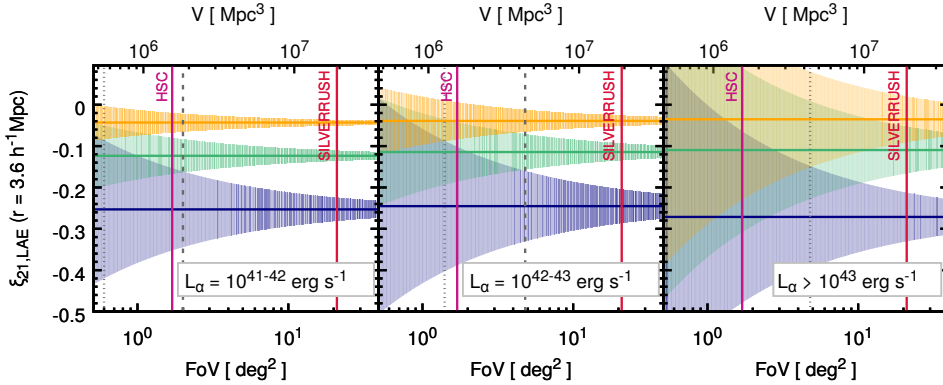 V [ Mpc³ ] V [ Mpc³ ] V [ Mpc³ ]
10⁶ 10⁷ 10⁶ 10⁷ 10⁶ 10⁷
HSC SILVERRUSH HSC SILVERRUSH HSC SILVERRUSH
ξ₂₁,LAE (r = 3.6 h⁻¹Mpc)
0
-0.1
-0.2
-0.3
-0.4
-0.5
Lα = 10⁴¹⁻⁴² erg s⁻¹ Lα = 10⁴²⁻⁴³ erg s⁻¹ Lα > 10⁴³ erg s⁻¹
10⁰ 10¹ 10⁰ 10¹ 10⁰ 10¹
FoV [ deg² ] FoV [ deg² ] FoV [ deg² ]